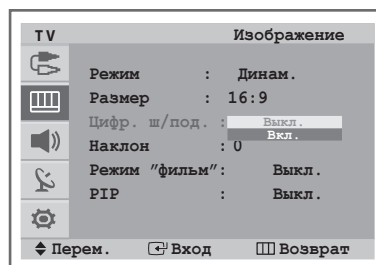 TV Изображение
Режим : Динам.
Размер : 16:9
Цифр. ш/под. : Выкл.
Вкл.
Наклон : 0
Режим "фильм": Выкл.
PIP : Выкл.
Перем. Вход Возврат